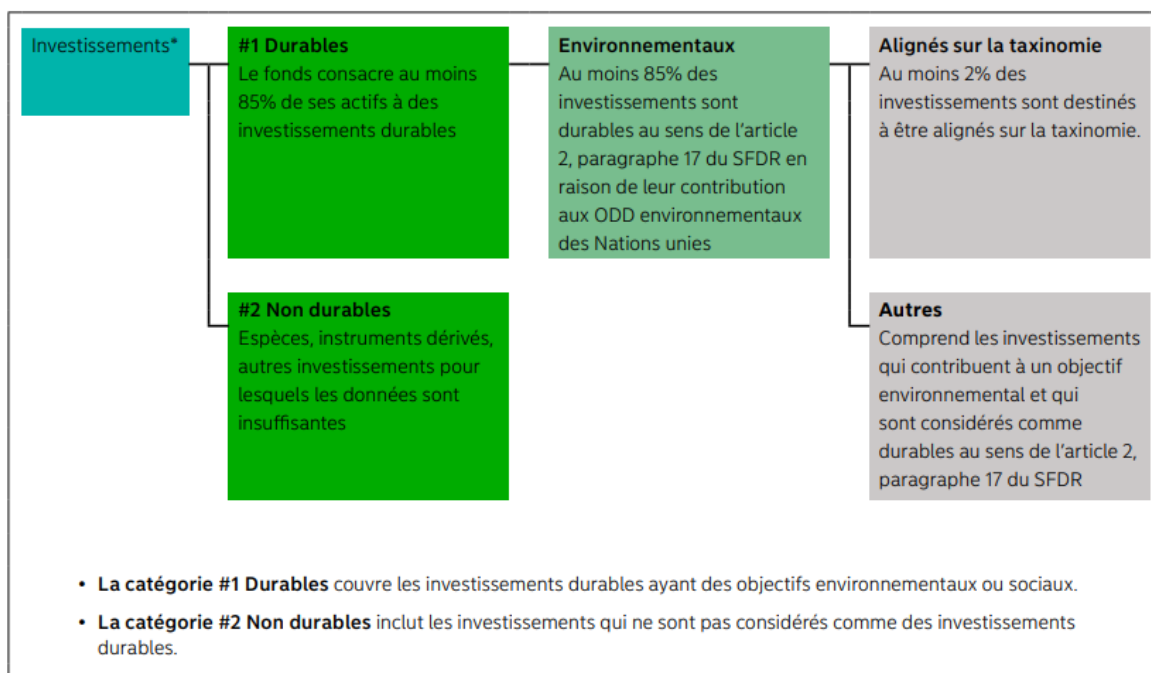 Investissements*
#1 Durables
Le fonds consacre au moins
85% de ses actifs à des
investissements durables
Environnementaux
Au moins 85% des
investissements sont
durables au sens de l'article
2, paragraphe 17 du SFDR en
raison de leur contribution
aux ODD environnementaux
des Nations unies
Alignés sur la taxinomie
Au moins 2% des
investissements sont destinés
à être alignés sur la taxinomie.
#2 Non durables
Espèces, instruments dérivés,
autres investissements pour
lesquels les données sont
insuffisantes
Autres
Comprend les investissements
qui contribuent à un objectif
environnemental et qui
sont considérés comme
durables au sens de l'article 2,
paragraphe 17 du SFDR
• La catégorie #1 Durables couvre les investissements durables ayant des objectifs environnementaux ou sociaux.
• La catégorie #2 Non durables inclut les investissements qui ne sont pas considérés comme des investissements
durables.